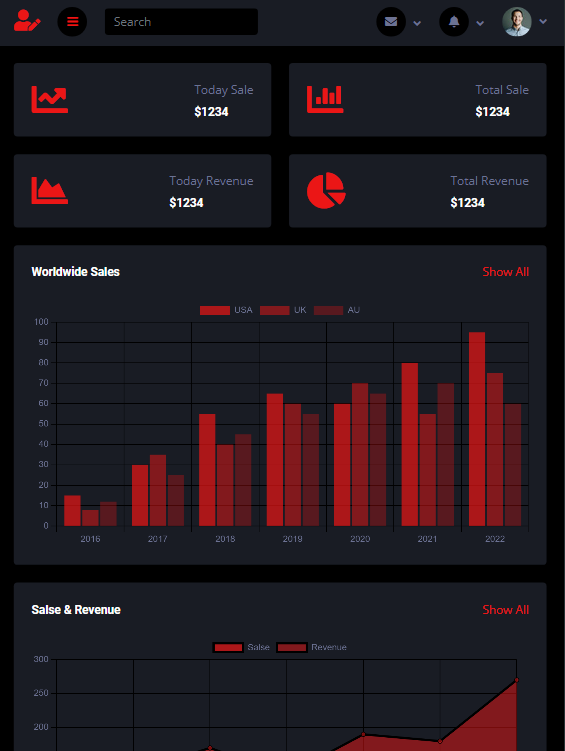 Search
Today Sale
$1234
Total Sale
$1234
Today Revenue
$1234
Total Revenue
$1234
Worldwide Sales
Show All
USA UK AU
100
90
80
70
60
50
40
30
20
10
0
2016 2017 2018 2019 2020 2021 2022
Salse & Revenue
Show All
Salse Revenue
300
250
200